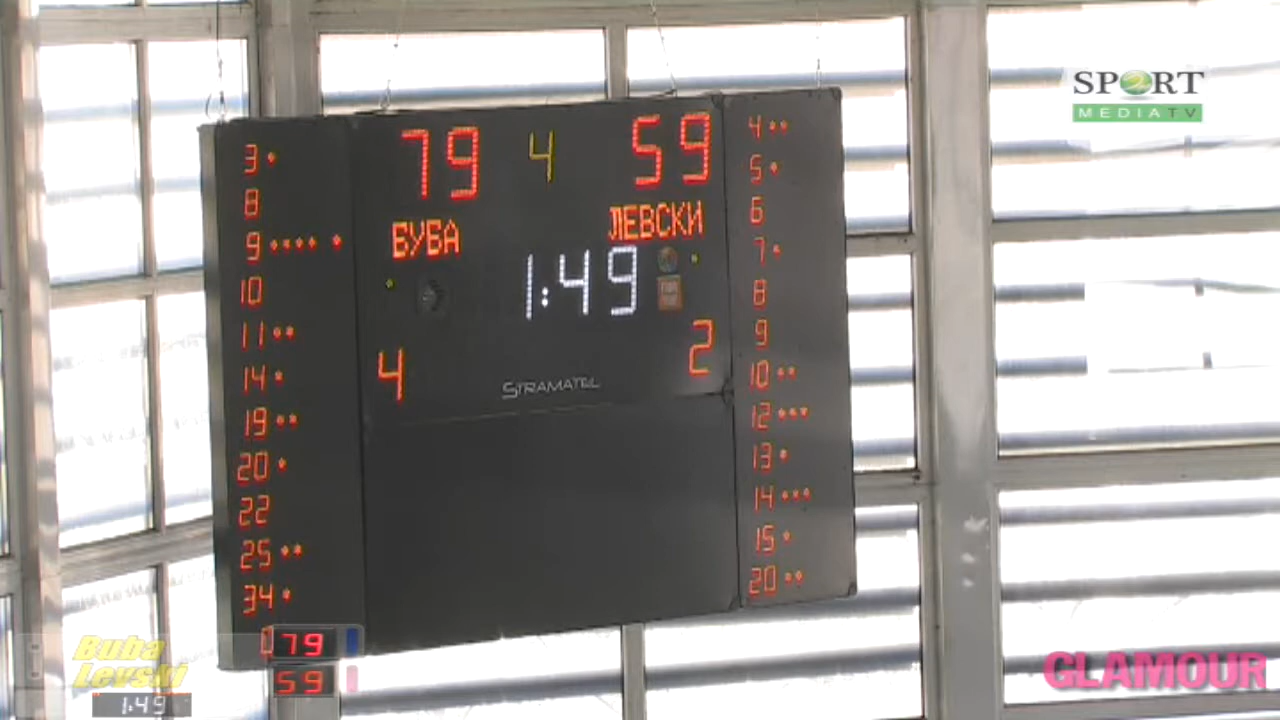 SPORT
MEDIATV
79 4 59
БУБА ЛЕВСКИ
1:49
4 2
STRAMATEL
3 •
8
9 •••• •
10
11 ••
14 •
19 ••
20 •
22
25 ••
34 •
0
4 ••
5 •
6
7 •
8
9
10 ••
12 •••
13 •
14 •••
15 •
20 ••
Buba 79
Levski 59
1:49
GLAMOUR